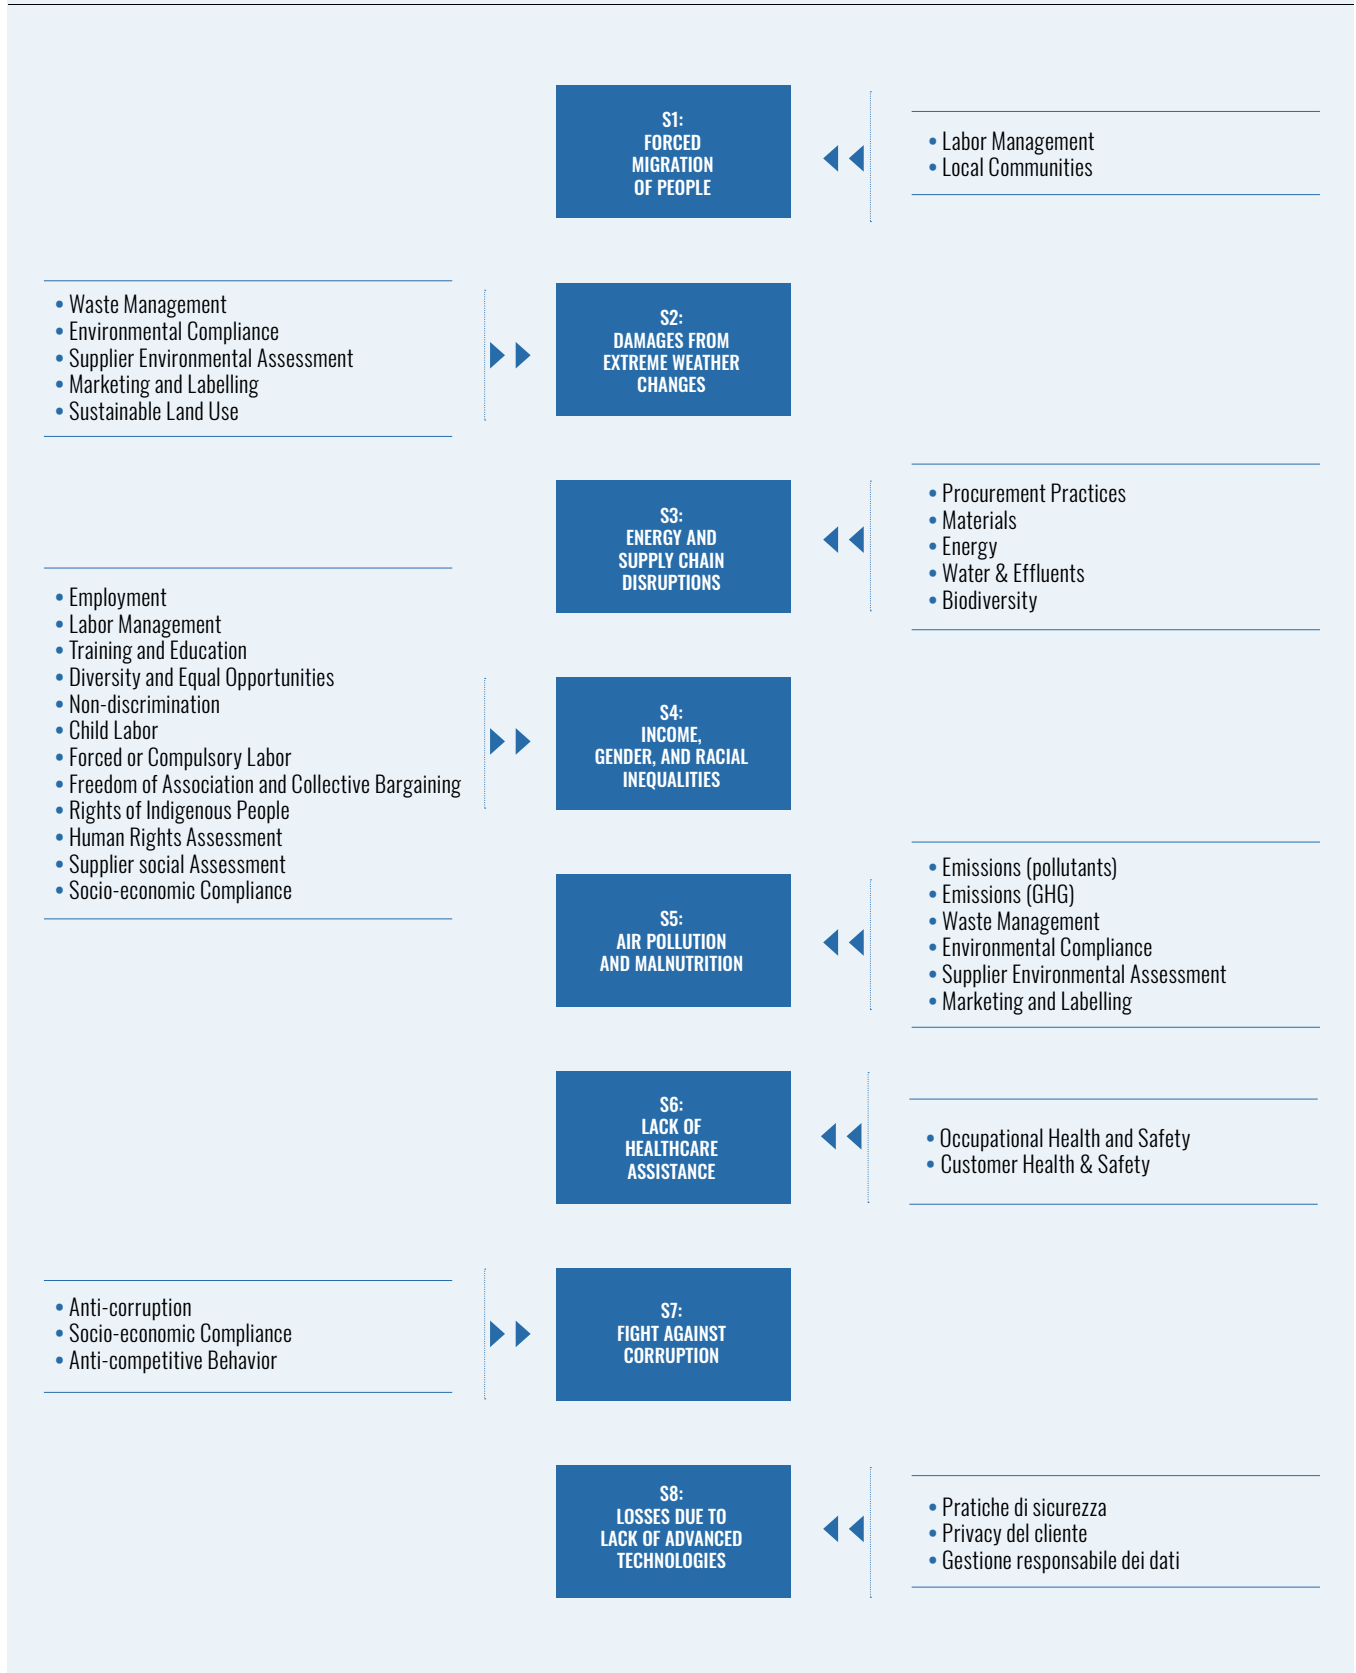 S1:
FORCED
MIGRATION
OF PEOPLE
• Labor Management
• Local Communities
• Waste Management
• Environmental Compliance
• Supplier Environmental Assessment
• Marketing and Labelling
• Sustainable Land Use
S2:
DAMAGES FROM
EXTREME WEATHER
CHANGES
S3:
ENERGY AND
SUPPLY CHAIN
DISRUPTIONS
• Procurement Practices
• Materials
• Energy
• Water & Effluents
• Biodiversity
• Employment
• Labor Management
• Training and Education
• Diversity and Equal Opportunities
• Non-discrimination
• Child Labor
• Forced or Compulsory Labor
• Freedom of Association and Collective Bargaining
• Rights of Indigenous People
• Human Rights Assessment
• Supplier social Assessment
• Socio-economic Compliance
S4:
INCOME,
GENDER, AND RACIAL
INEQUALITIES
S5:
AIR POLLUTION
AND MALNUTRITION
• Emissions (pollutants)
• Emissions (GHG)
• Waste Management
• Environmental Compliance
• Supplier Environmental Assessment
• Marketing and Labelling
S6:
LACK OF
HEALTHCARE
ASSISTANCE
• Occupational Health and Safety
• Customer Health & Safety
• Anti-corruption
• Socio-economic Compliance
• Anti-competitive Behavior
S7:
FIGHT AGAINST
CORRUPTION
S8:
LOSSES DUE TO
LACK OF ADVANCED
TECHNOLOGIES
• Pratiche di sicurezza
• Privacy del cliente
• Gestione responsabile dei dati